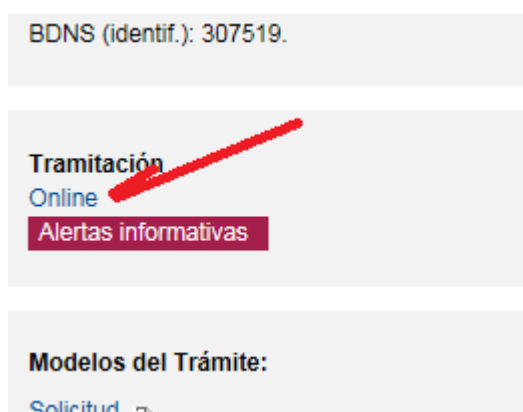 BDNS (identif.): 307519.
Tramitación
Online
Alertas informativas
Modelos del Trámite:
Solicitud